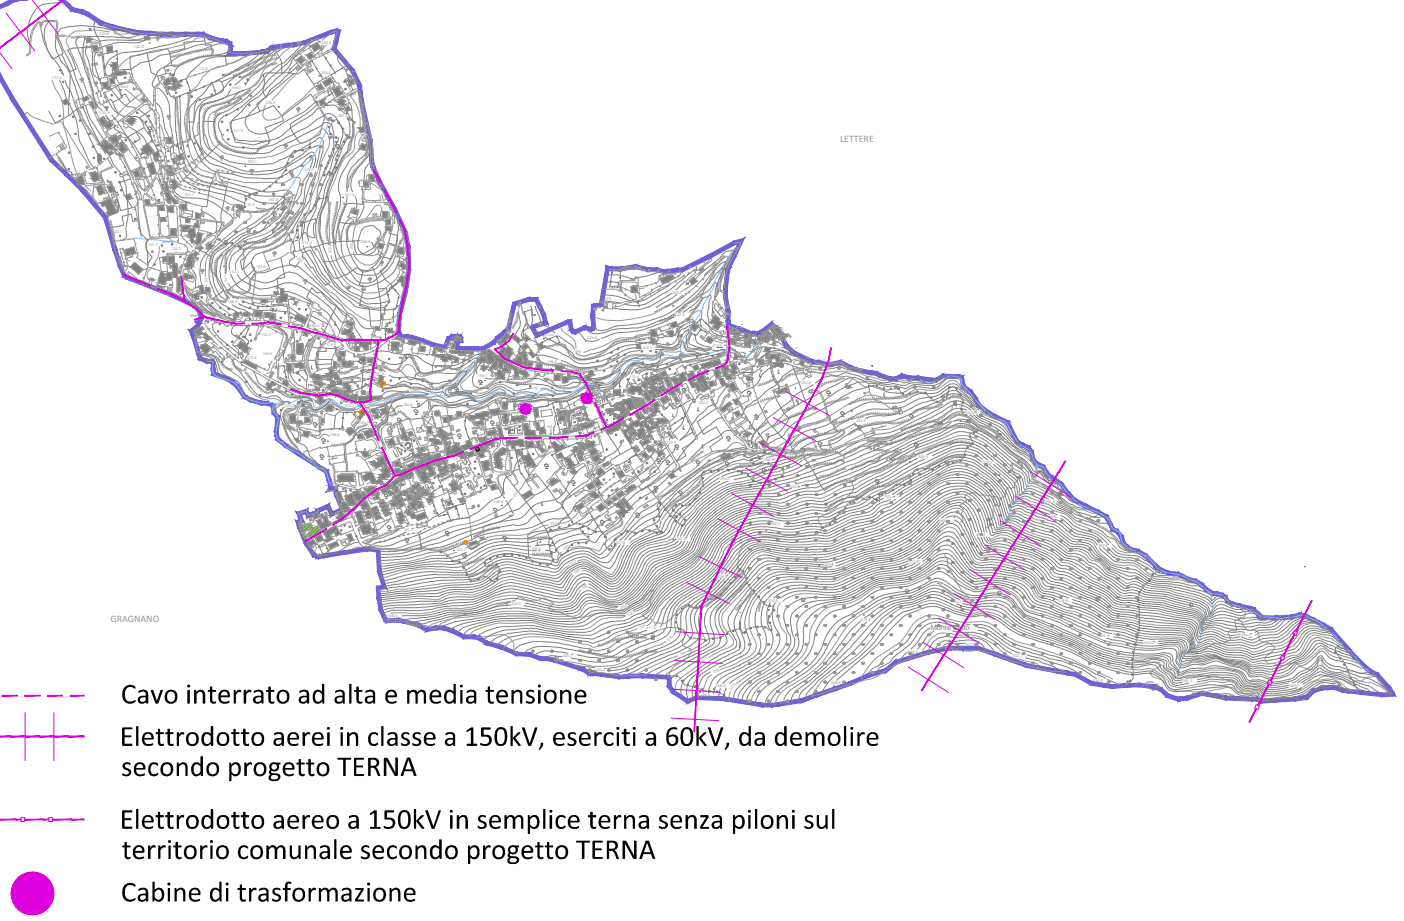 LETTERE
GRAGNANO
Cavo interrato ad alta e media tensione
Elettrodotto aerei in classe a 150kV, eserciti a 60kV, da demolire
secondo progetto TERNA
Elettrodotto aereo a 150kV in semplice terna senza piloni sul
territorio comunale secondo progetto TERNA
Cabine di trasformazione